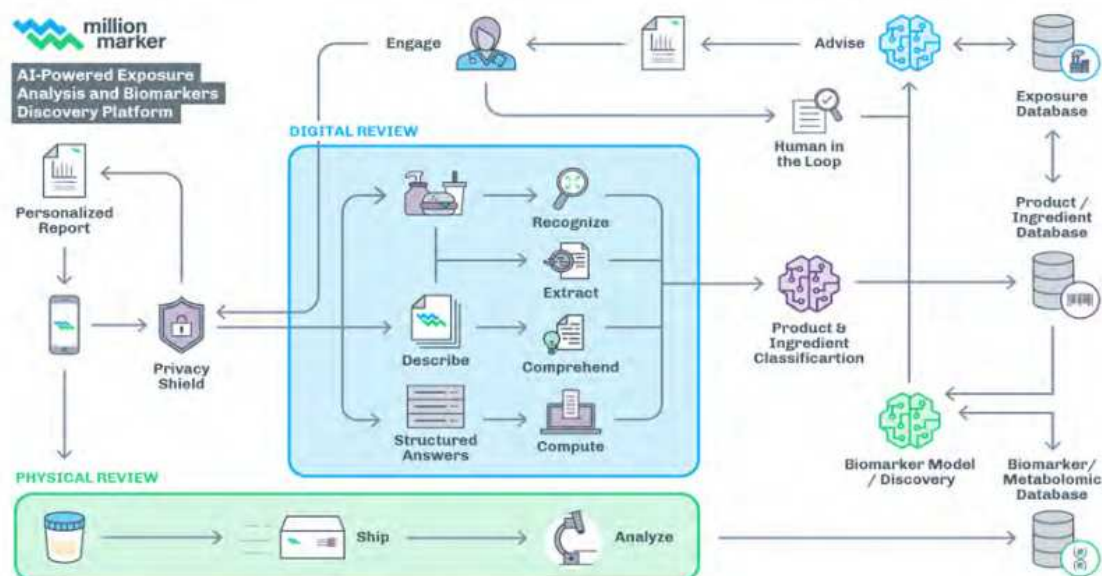 million
marker
AI-Powered Exposure
Analysis and Biomarkers
Discovery Platform
Engage
Advise
Exposure
Database
Human in
the Loop
DIGITAL REVIEW
Personalized
Report
Recognize
Product /
Ingredient
Database
Extract
Privacy
Shield
Describe
Comprehend
Product &
Ingredient
Classificartion
Structured
Answers
Compute
Biomarker Model
/ Discovery
Biomarker/
Metabolomic
Database
PHYSICAL REVIEW
Ship
Analyze